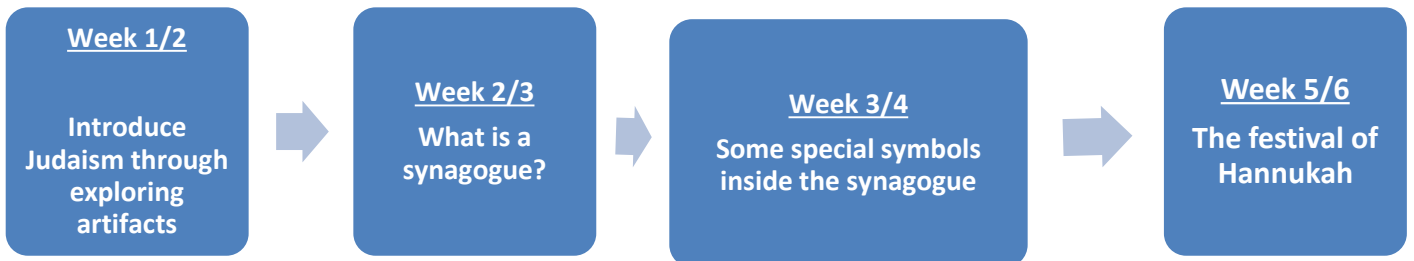 Week 1/2
Introduce
Judaism through
exploring
artifacts
Week 2/3
What is a
synagogue?
Week 3/4
Some special symbols
inside the synagogue
Week 5/6
The festival of
Hannukah